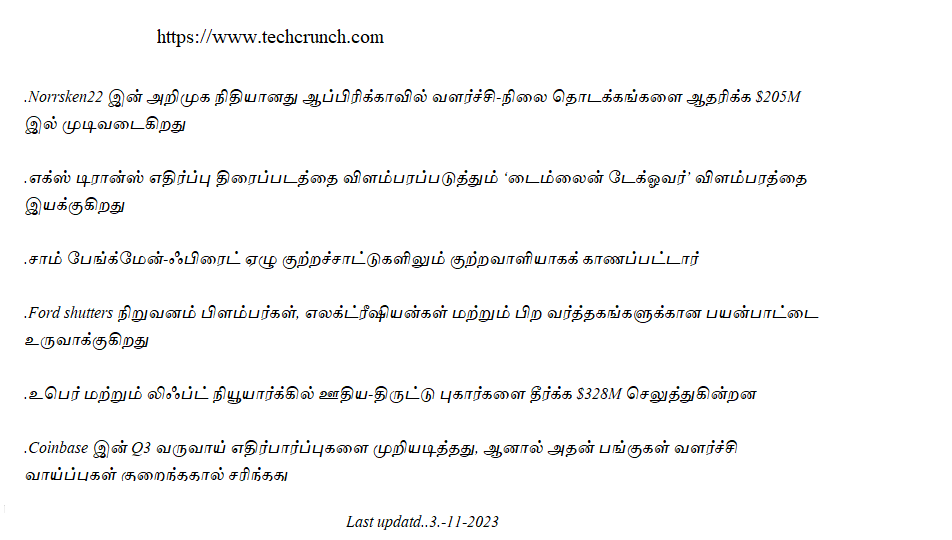 https://www.techcrunch.com
.Norrsken22 இன் அறிமுக நிதியானது ஆப்பிரிக்காவில் வளர்ச்சி-நிலை தொடக்கங்களை ஆதரிக்க $205M
இல் முடிவடைகிறது
.எக்ஸ் டிரான்ஸ் எதிர்ப்பு திரைப்படத்தை விளம்பரப்படுத்தும் ‘டைம்லைன் டேக்ஓவர்’ விளம்பரத்தை
இயக்குகிறது
.சாம் பேங்க்மேன்-ஃபிரைட் ஏழு குற்றச்சாட்டுகளிலும் குற்றவாளியாகக் காணப்பட்டார்
.Ford shutters நிறுவனம் பிளம்பர்கள், எலக்ட்ரீஷியன்கள் மற்றும் பிற வர்த்தகங்களுக்கான பயன்பாட்டை
உருவாக்குகிறது
.உபெர் மற்றும் லிஃப்ட் நியூயார்க்கில் ஊதிய-திருட்டு புகார்களை தீர்க்க $328M செலுத்துகின்றன
.Coinbase இன் Q3 வருவாய் எதிர்பார்ப்புகளை முறியடித்தது, ஆனால் அதன் பங்குகள் வளர்ச்சி
வாய்ப்புகள் குறைந்ததால் சரிந்தது
Last updatd..3.-11-2023